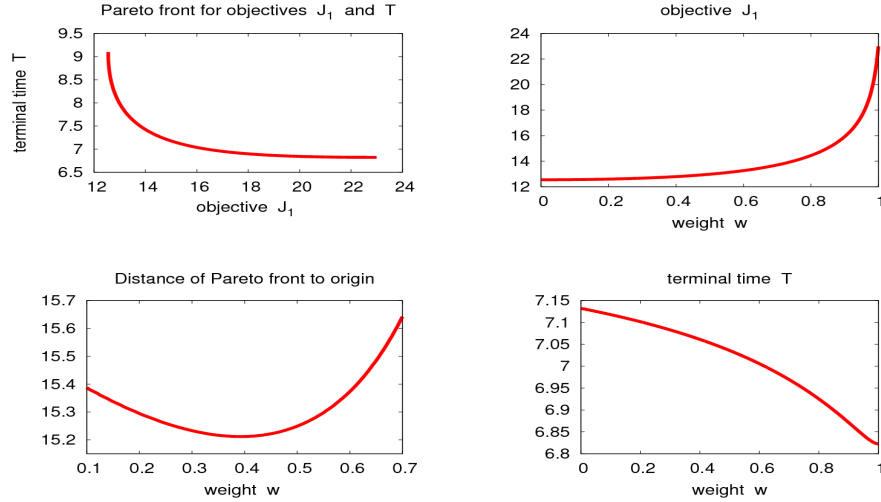 Pareto front for objectives J1 and T
terminal time T
9.5
9
8.5
8
7.5
7
6.5
12 14 16 18 20 22 24
objective J1
objective J1
24
22
20
18
16
14
12
0 0.2 0.4 0.6 0.8 1
weight w
Distance of Pareto front to origin
15.7
15.6
15.4
15.3
15.2
0.1 0.2 0.3 0.4 0.5 0.6 0.7
weight w
terminal time T
7.15
7.1
7.05
7
6.95
6.9
6.85
6.8
0 0.2 0.4 0.6 0.8 1
weight w